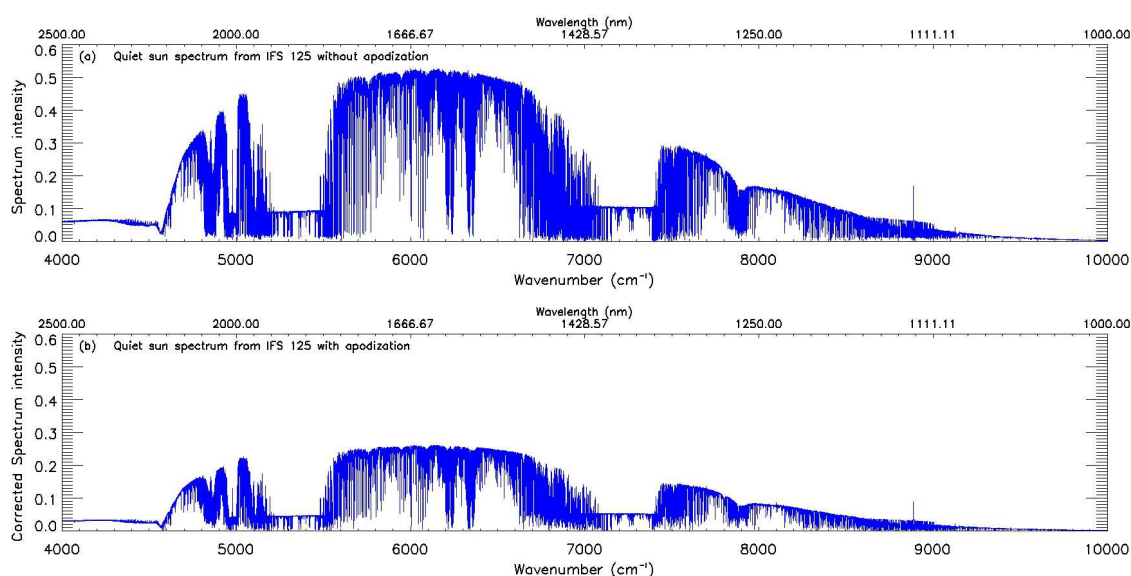 Wavelength (nm)
2500.00 2000.00 1666.67 1428.57 1250.00 1111.11 1000.00
(a) Quiet sun spectrum from IFS 125 without apodization
0.6
0.5
0.4
0.3
0.2
0.1
0.0
Spectrum intensity
4000 5000 6000 7000 8000 9000 10000
Wavenumber (cm⁻¹)
Wavelength (nm)
2500.00 2000.00 1666.67 1428.57 1250.00 1111.11 1000.00
(b) Quiet sun spectrum from IFS 125 with apodization
0.6
0.5
0.4
0.3
0.2
0.1
0.0
Corrected Spectrum intensity
4000 5000 6000 7000 8000 9000 10000
Wavenumber (cm⁻¹)